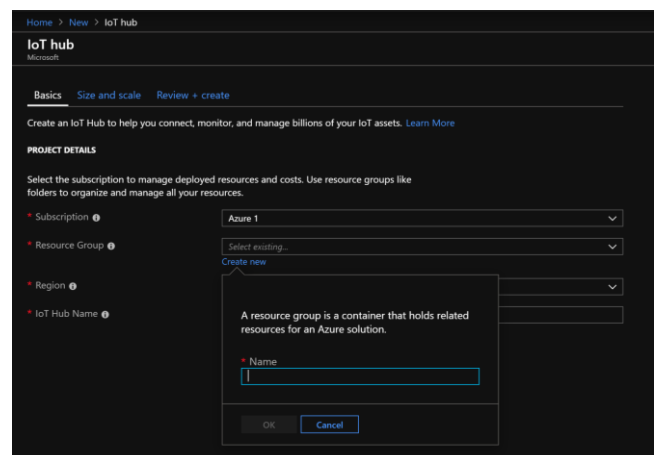 Home > New > IoT hub
IoT hub
Microsoft
Basics Size and scale Review + create
Create an IoT Hub to help you connect, monitor, and manage billions of your IoT assets. Learn More
PROJECT DETAILS
Select the subscription to manage deployed resources and costs. Use resource groups like
folders to organize and manage all your resources.
* Subscription
Azure 1
* Resource Group
Select existing...
Create new
* Region
* IoT Hub Name
A resource group is a container that holds related
resources for an Azure solution.
* Name
OK Cancel